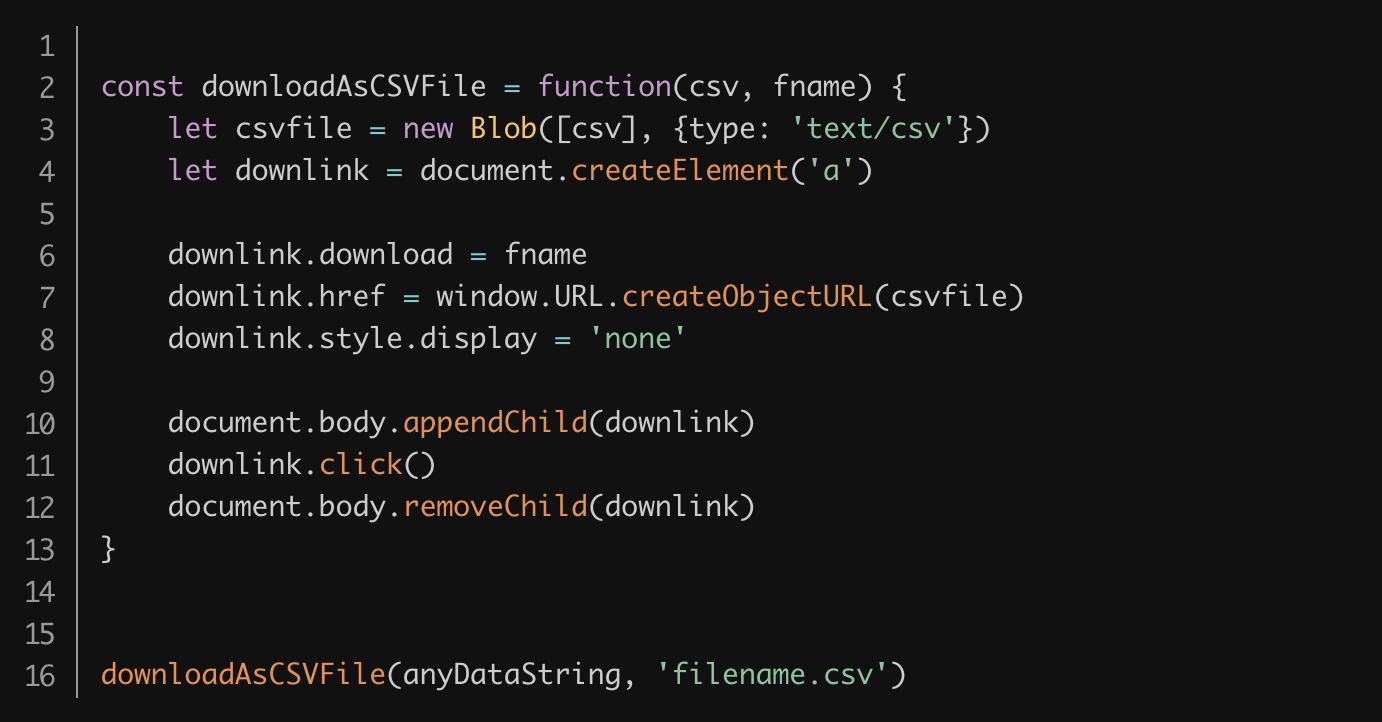 1
2 const downloadAsCSVFile = function(csv, fname) {
3     let csvfile = new Blob([csv], {type: 'text/csv'})
4     let downlink = document.createElement('a')
5
6     downlink.download = fname
7     downlink.href = window.URL.createObjectURL(csvfile)
8     downlink.style.display = 'none'
9
10     document.body.appendChild(downlink)
11     downlink.click()
12     document.body.removeChild(downlink)
13 }
14
15
16 downloadAsCSVFile(anyDataString, 'filename.csv')